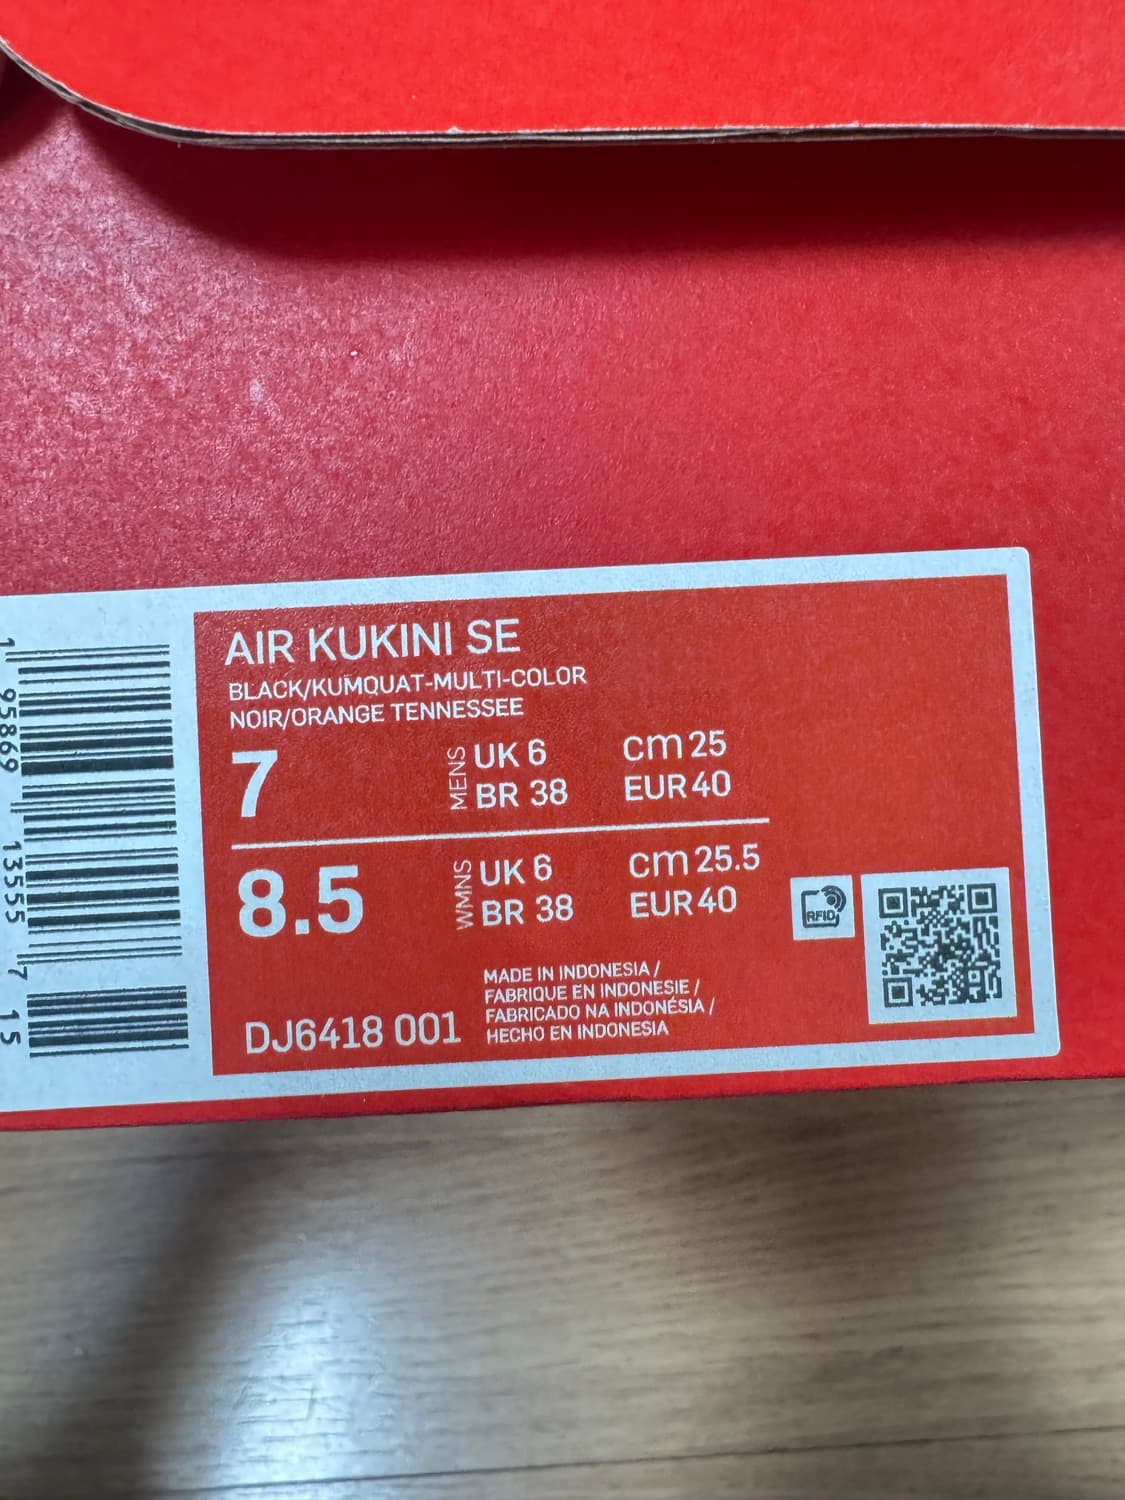 AIR KUKINI SE
BLACK/KUMQUAT-MULTI-COLOR
NOIR/ORANGE TENNESSEE
7
MENS
UK 6 cm 25
BR 38 EUR 40
8.5
WMNS
UK 6 cm 25.5
BR 38 EUR 40
MADE IN INDONESIA /
FABRIQUE EN INDONESIE /
FABRICADO NA INDONÉSIA /
HECHO EN INDONESIA
DJ6418 001
RFID
1 95869 13555 7 15